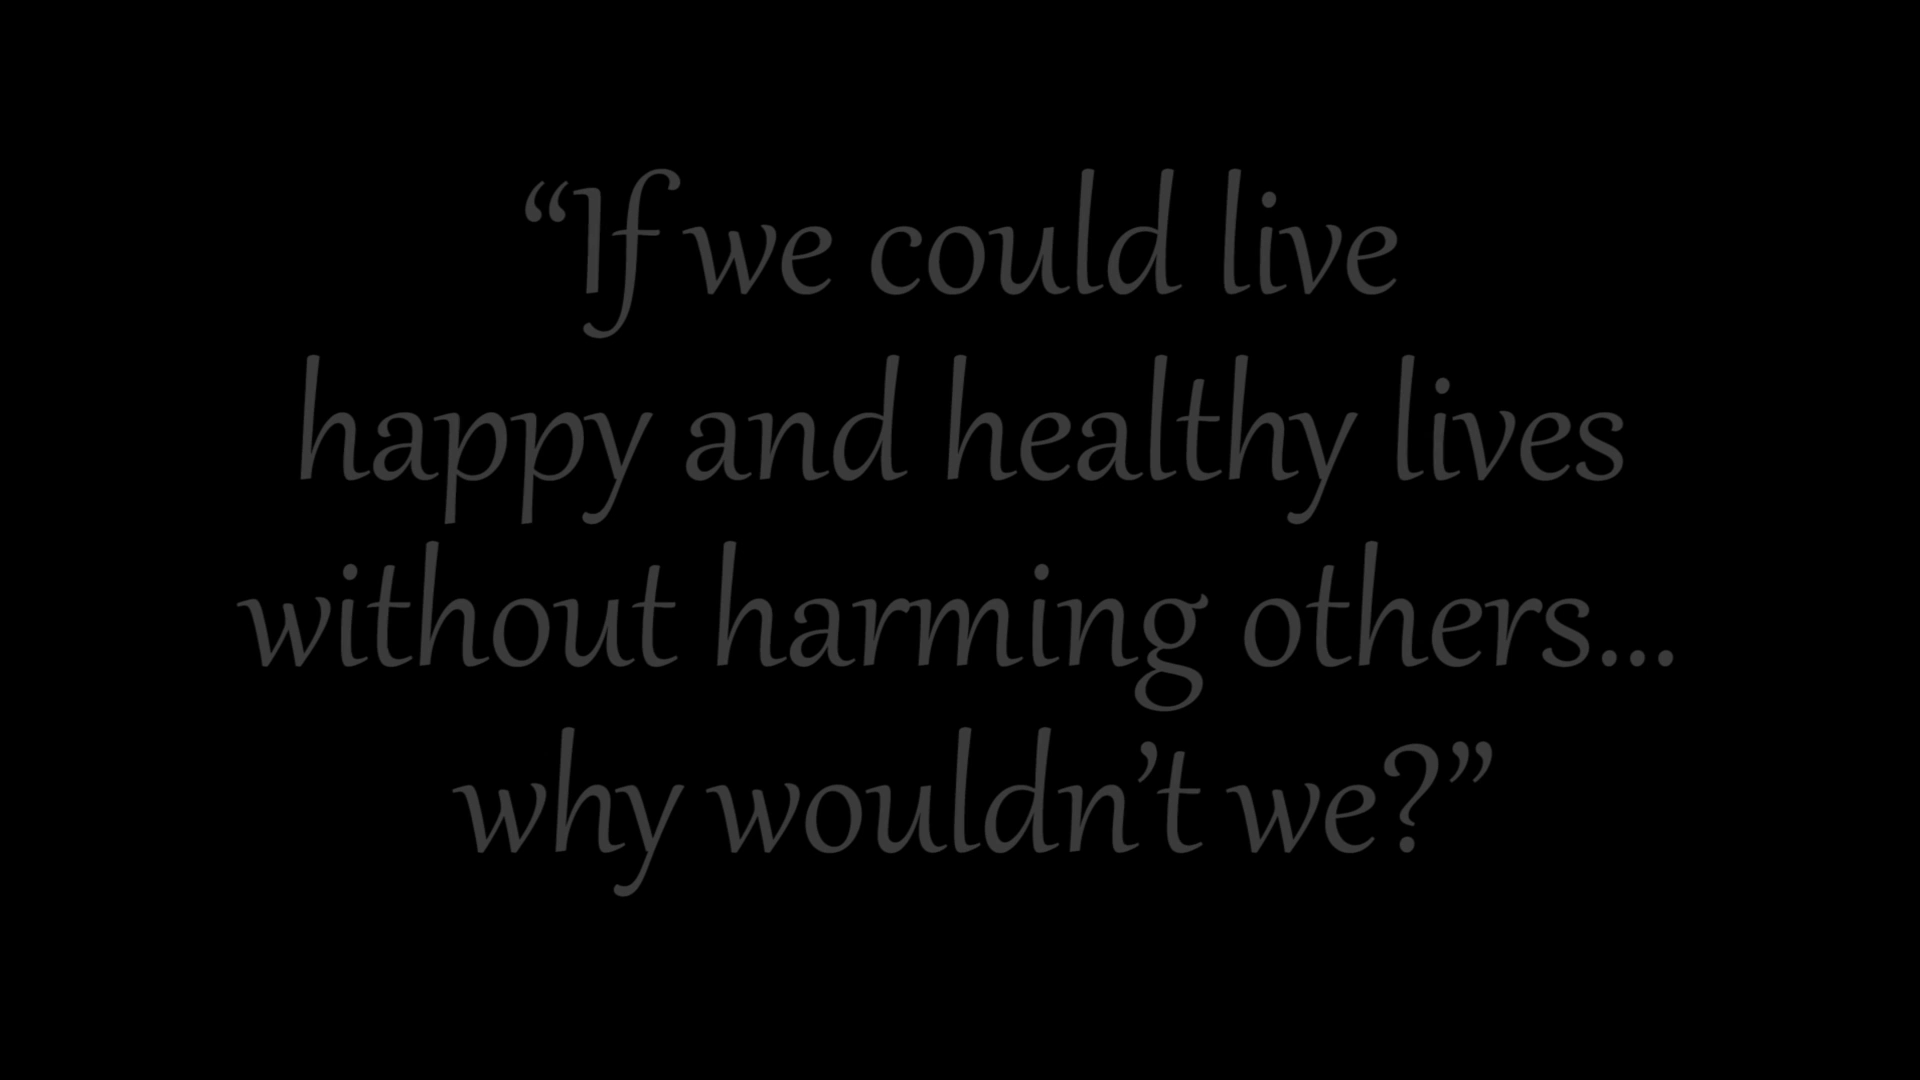 “If we could live
happy and healthy lives
without harming others...
why wouldn’t we?”